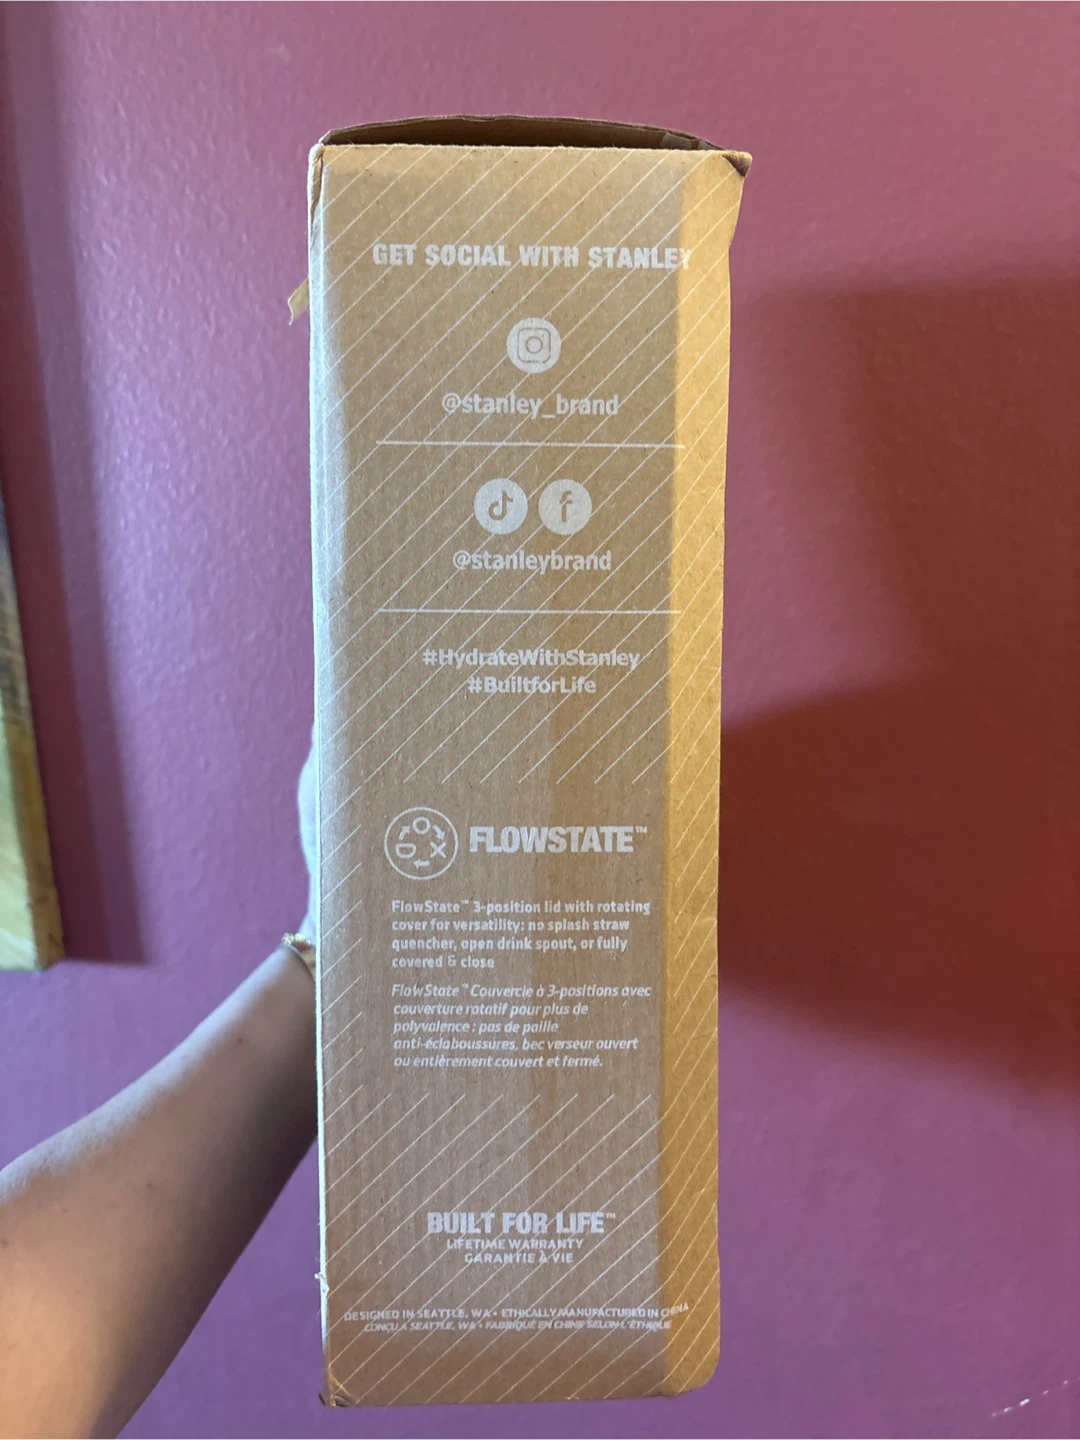 GET SOCIAL WITH STANLEY
@stanley_brand
@stanleybrand
#HydrateWithStanley
#BuiltforLife
FLOWSTATE™
FlowState™ 3-position lid with rotating
cover for versatility: no splash straw
quencher, open drink spout, or fully
covered & close
FlowState™ Couvercle à 3-positions avec
couverture rotatif pour plus de
polyvalence : pas de paille
anti-éclaboussures, bec verseur ouvert
ou entièrement couvert et fermé.
BUILT FOR LIFE™
LIFETIME WARRANTY
GARANTIE À VIE
DESIGNED IN SEATTLE, WA • ETHICALLY MANUFACTURED IN CHINA
CONÇU À SEATTLE, WA • FABRIQUÉ EN CHINE SELON L'ÉTHIQUE